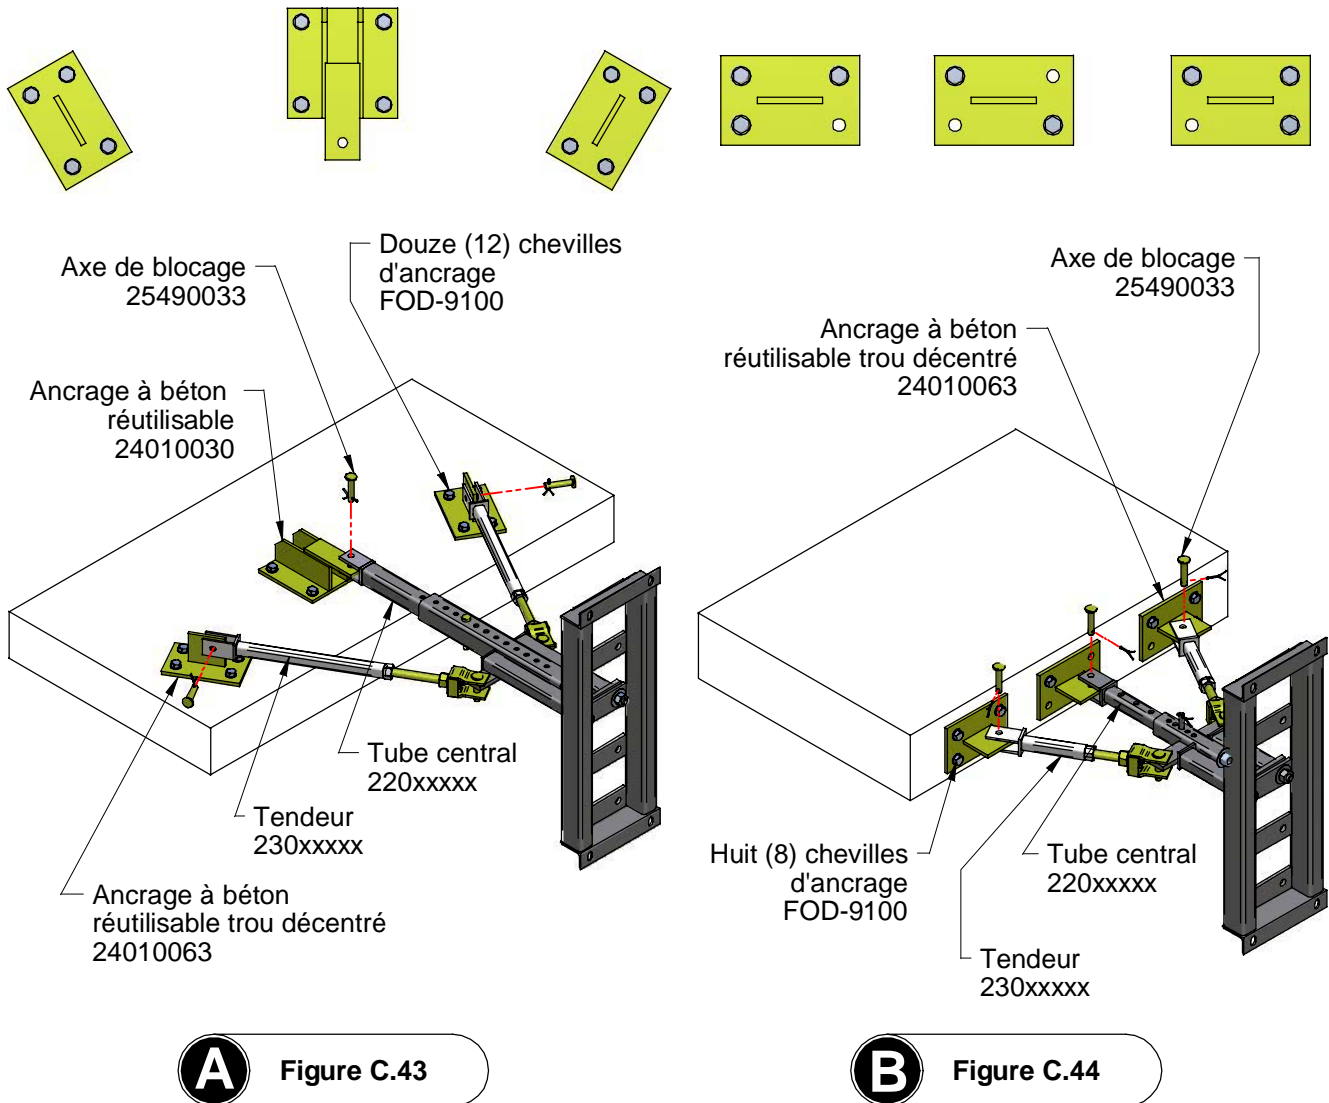 Axe de blocage
25490033
Douze (12) chevilles
d'ancrage
FOD-9100
Ancrage à béton
réutilisable
24010030
Tube central
220xxxxx
Tendeur
230xxxxx
Ancrage à béton
réutilisable trou décentré
24010063
A
Figure C.43
Axe de blocage
25490033
Ancrage à béton
réutilisable trou décentré
24010063
Huit (8) chevilles
d'ancrage
FOD-9100
Tube central
220xxxxx
Tendeur
230xxxxx
B
Figure C.44